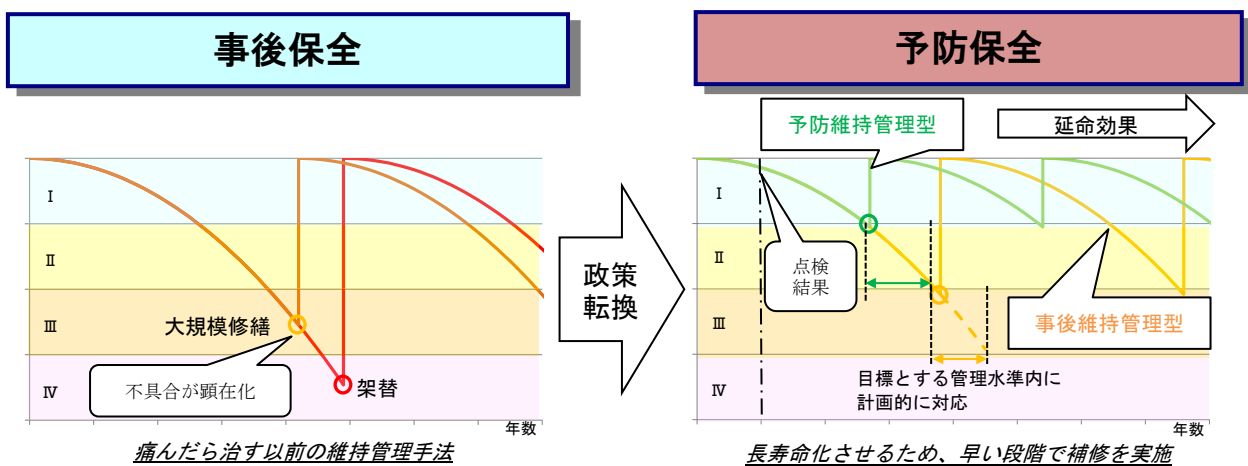 事後保全
Ⅰ
Ⅱ
Ⅲ
Ⅳ
大規模修繕
不具合が顕在化
架替
年数
痛んだら治す以前の維持管理手法
政策
転換
予防保全
予防維持管理型
延命効果
Ⅰ
Ⅱ
Ⅲ
Ⅳ
点検
結果
事後維持管理型
目標とする管理水準内に
計画的に対応
年数
長寿命化させるため、早い段階で補修を実施